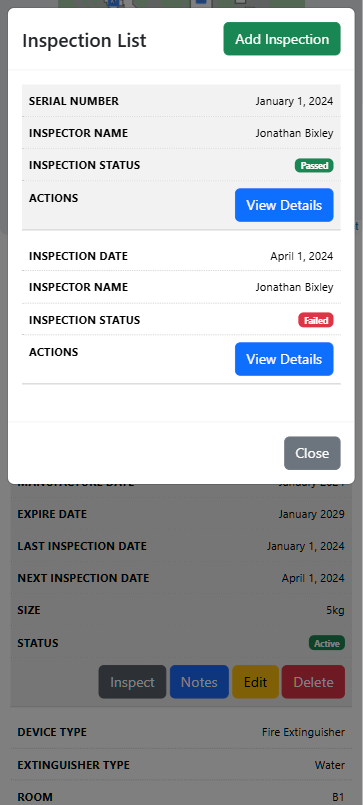 Inspection List
Add Inspection
SERIAL NUMBER January 1, 2024
INSPECTOR NAME Jonathan Bixley
INSPECTION STATUS Passed
ACTIONS View Details
INSPECTION DATE April 1, 2024
INSPECTOR NAME Jonathan Bixley
INSPECTION STATUS Failed
ACTIONS View Details
Close
MANUFACTURE DATE January 2024
EXPIRE DATE January 2029
LAST INSPECTION DATE January 1, 2024
NEXT INSPECTION DATE April 1, 2024
SIZE 5kg
STATUS Active
Inspect Notes Edit Delete
DEVICE TYPE Fire Extinguisher
EXTINGUISHER TYPE Water
ROOM B1